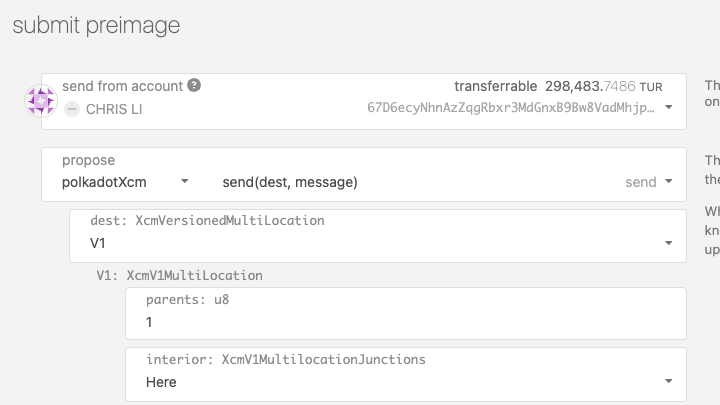 submit preimage
send from account ?
transferrable 298,483.7486 TUR
CHRIS LI
67D6ecyNhnAzZqgRbxr3MdGnxB9Bw8VadMhjp…
Th
on
propose
polkadotXcm send(dest, message) send
Th
the
dest: XcmVersionedMultiLocation
V1
Wh
kn
up
V1: XcmV1MultiLocation
parents: u8
1
interior: XcmV1MultilocationJunctions
Here